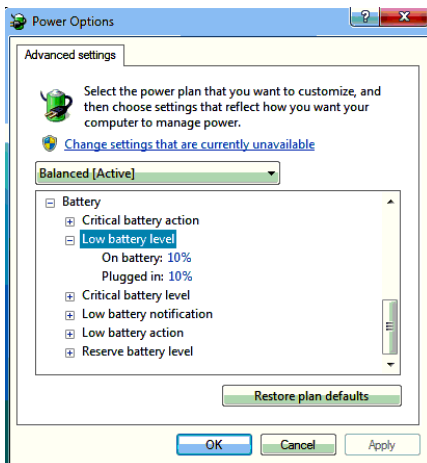 Power Options
Advanced settings
Select the power plan that you want to customize, and
then choose settings that reflect how you want your
computer to manage power.
Change settings that are currently unavailable
Balanced [Active]
Battery
Critical battery action
Low battery level
On battery: 10%
Plugged in: 10%
Critical battery level
Low battery notification
Low battery action
Reserve battery level
Restore plan defaults
OK Cancel Apply